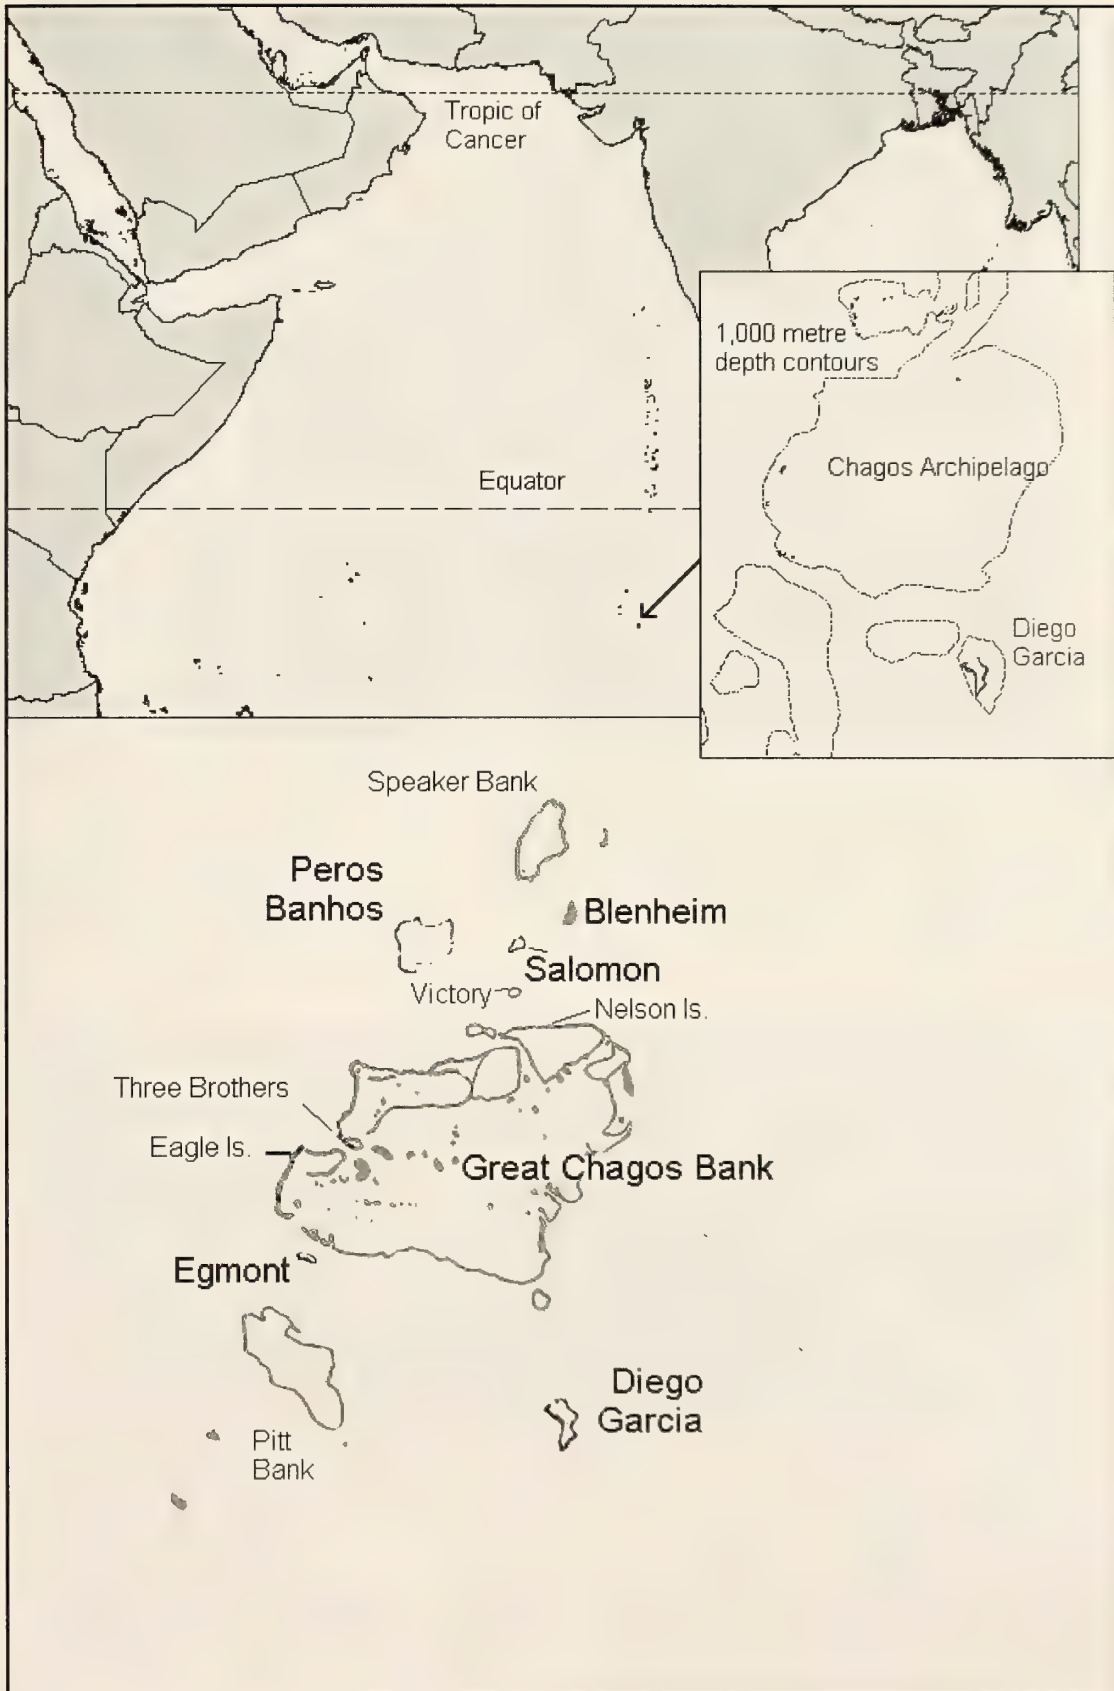 Tropic of
Cancer
1,000 metre
depth contours
Chagos Archipelago
Equator
Diego
Garcia
Speaker Bank
Peros
Banhos
Blenheim
Salomon
Victory
Nelson Is.
Three Brothers
Eagle Is.
Great Chagos Bank
Egmont
Diego
Garcia
Pitt
Bank